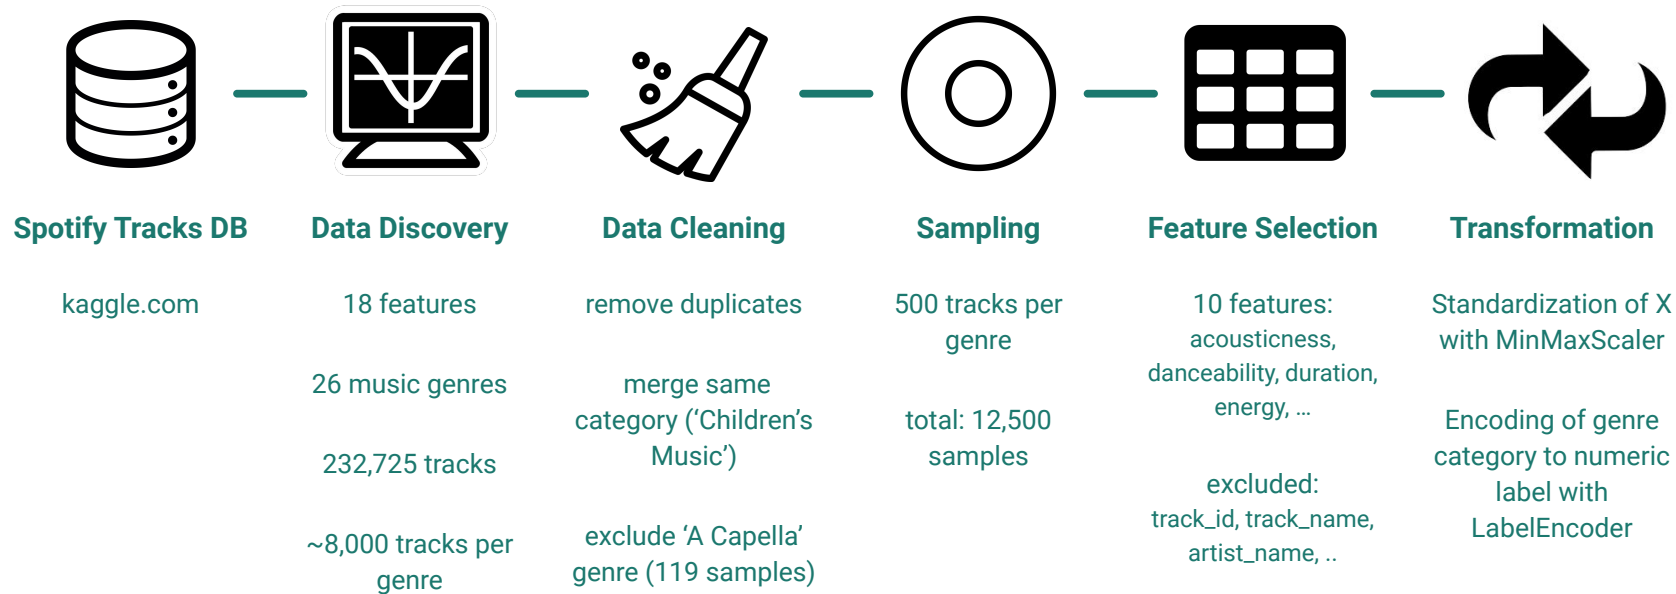 Spotify Tracks DB
kaggle.com
Data Discovery
18 features
26 music genres
232,725 tracks
~8,000 tracks per
genre
Data Cleaning
remove duplicates
merge same
category (‘Children’s
Music’)
exclude ‘A Capella’
genre (119 samples)
Sampling
500 tracks per
genre
total: 12,500
samples
Feature Selection
10 features:
acousticness,
danceability, duration,
energy, ...
excluded:
track_id, track_name,
artist_name, ..
Transformation
Standardization of X
with MinMaxScaler
Encoding of genre
category to numeric
label with
LabelEncoder